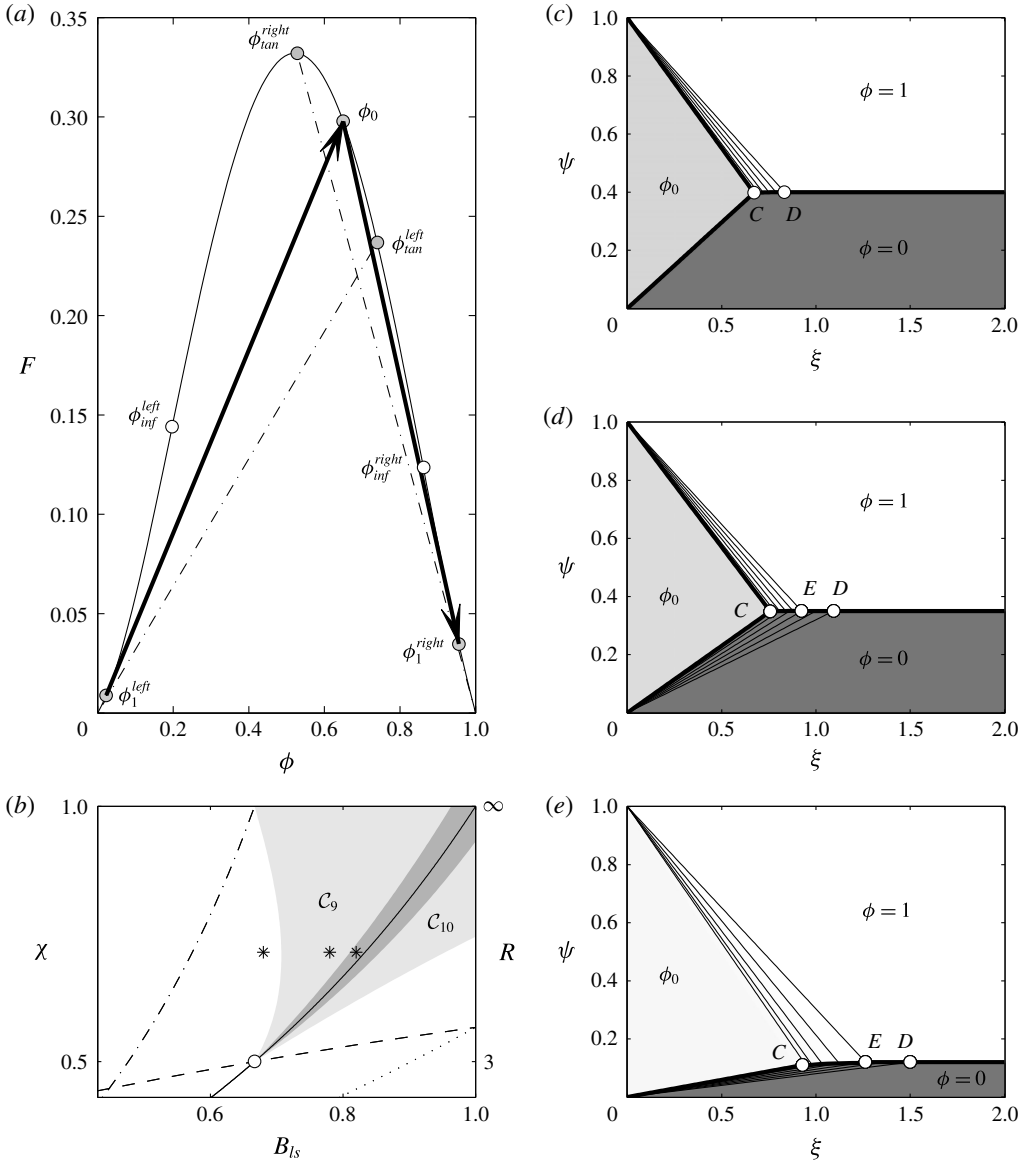 (a)
0.35
0.30
0.25
0.20
0.15
0.10
0.05
0
0.2
0.4
0.6
0.8
1.0
F
ϕ
ϕ_tan^right
ϕ_0
ϕ_tan^left
ϕ_inf^left
ϕ_inf^right
ϕ_1^right
ϕ_1^left
(b)
1.0
0.5
χ
∞
3
R
C_9
C_10
0.6
0.8
1.0
B_ls
(c)
1.0
0.8
0.6
0.4
0.2
0
0.5
1.0
1.5
2.0
ψ
ξ
ϕ = 1
ϕ_0
C D
ϕ = 0
(d)
1.0
0.8
0.6
0.4
0.2
0
0.5
1.0
1.5
2.0
ψ
ξ
ϕ = 1
ϕ_0
C E D
ϕ = 0
(e)
1.0
0.8
0.6
0.4
0.2
0
0.5
1.0
1.5
2.0
ψ
ξ
ϕ = 1
ϕ_0
C E D
ϕ = 0